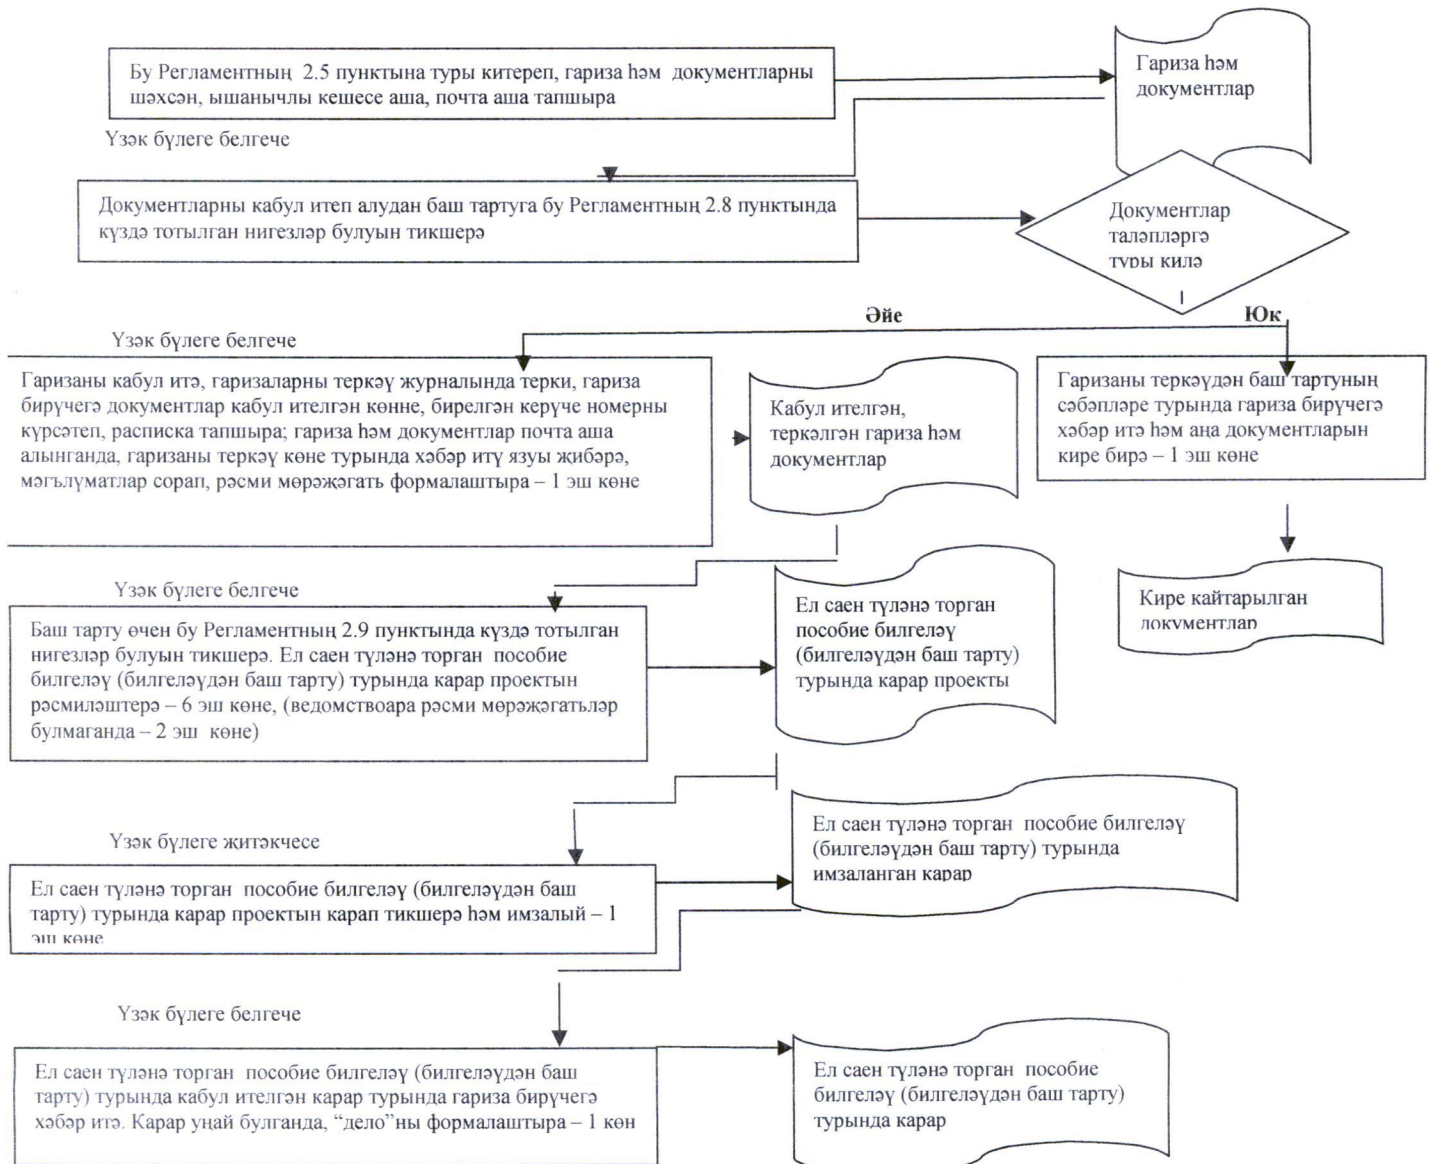 Бу Регламентның 2.5 пунктына туры китереп, гариза һәм документларны
шәхсән, ышанычлы кешесе аша, почта аша тапшыра
Гариза һәм
документлар
Үзәк бүлеге белгече
Документларны кабул итеп алудан баш тартуга бу Регламентның 2.8 пунктында
күздә тотылган нигезләр булуын тикшерә
Документлар
таләпләргә
туры килә
Әйе
Юк
Үзәк бүлеге белгече
Гаризаны кабул итә, гаризаларны теркәү журналында терки, гариза
бирүчегә документлар кабул ителгән көнне, бирелгән керүче номерны
күрсәтеп, расписка тапшыра; гариза һәм документлар почта аша
алынганда, гаризаны теркәү көне турында хәбәр итү язуы җибәрә,
мәгълүматлар сорап, рәсми мөрәҗәгать формалаштыра – 1 эш көне
Кабул ителгән,
теркәлгән гариза һәм
документлар
Гаризаны теркәүдән баш тартуның
сәбәпләре турында гариза бирүчегә
хәбәр итә һәм аңа документларын
кире бирә – 1 эш көне
Кире кайтарылган
документлар
Үзәк бүлеге белгече
Баш тарту өчен бу Регламентның 2.9 пунктында күздә тотылган
нигезләр булуын тикшерә. Ел саен түләнә торган пособие
билгеләү (билгеләүдән баш тарту) турында карар проектын
рәсмиләштерә – 6 эш көне, (ведомствоара рәсми мөрәҗәгатьләр
булмаганда – 2 эш көне)
Ел саен түләнә торган
пособие билгеләү
(билгеләүдән баш тарту)
турында карар проекты
Үзәк бүлеге җитәкчесе
Ел саен түләнә торган пособие билгеләү (билгеләүдән баш
тарту) турында карар проектын карап тикшерә һәм имзалый – 1
эш көне
Ел саен түләнә торган пособие билгеләү
(билгеләүдән баш тарту) турында
имзаланган карар
Үзәк бүлеге белгече
Ел саен түләнә торган пособие билгеләү (билгеләүдән баш
тарту) турында кабул ителгән карар турында гариза бирүчегә
хәбәр итә. Карар уңай булганда, “дело”ны формалаштыра – 1 көн
Ел саен түләнә торган пособие
билгеләү (билгеләүдән баш тарту)
турында карар